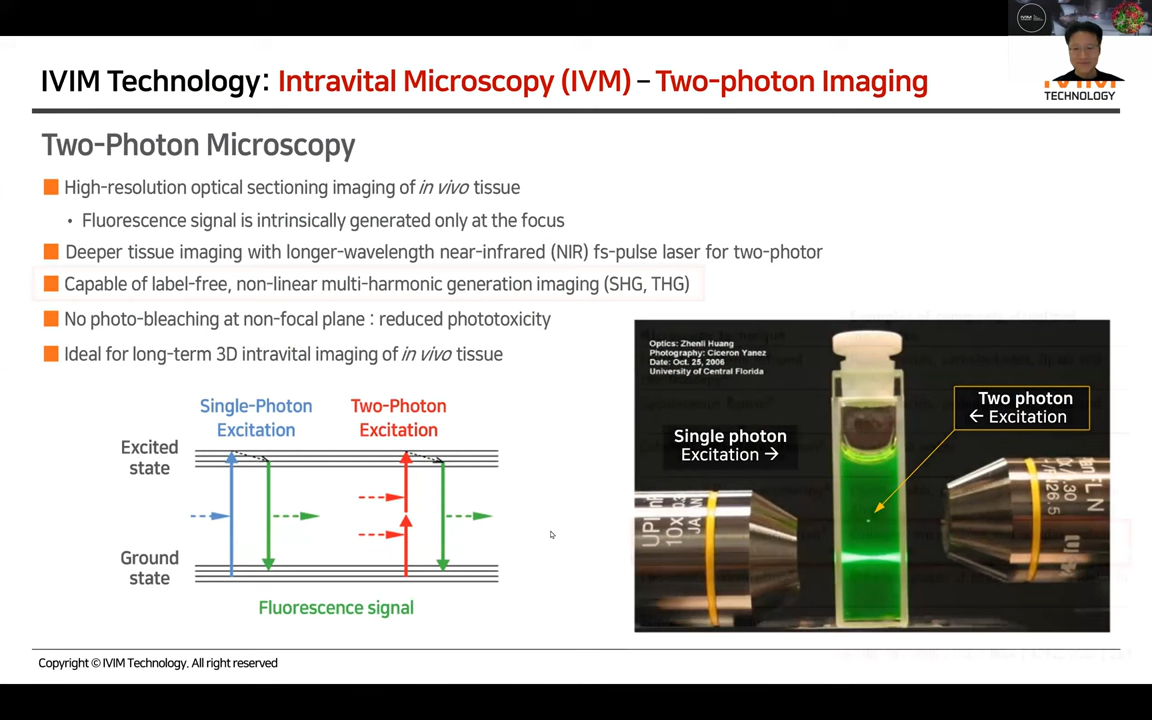 IVIM Technology: Intravital Microscopy (IVM) – Two-photon Imaging
TECHNOLOGY
Two-Photon Microscopy
High-resolution optical sectioning imaging of in vivo tissue
• Fluorescence signal is intrinsically generated only at the focus
Deeper tissue imaging with longer-wavelength near-infrared (NIR) fs-pulse laser for two-photor
Capable of label-free, non-linear multi-harmonic generation imaging (SHG, THG)
No photo-bleaching at non-focal plane : reduced phototoxicity
Ideal for long-term 3D intravital imaging of in vivo tissue
Single-Photon
Excitation
Two-Photon
Excitation
Excited
state
Ground
state
Fluorescence signal
Optics: Zhenli Huang
Photography: Ciceron Yanez
Date: Oct. 25, 2006
University of Central Florida
Single photon
Excitation →
Two photon
← Excitation
10x
JAPAN
FL N
.30
26.5
Copyright © IVIM Technology. All right reserved